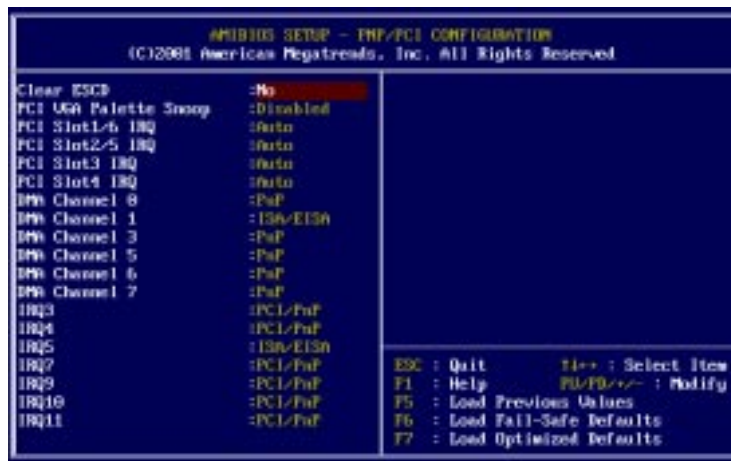 AMIBIOS SETUP - PNP/PCI CONFIGURATION
(C)2001 American Megatrends, Inc. All Rights Reserved
Clear ESCD :No
PCI VGA Palette Snoop :Disabled
PCI Slot1/6 IRQ :Auto
PCI Slot2/5 IRQ :Auto
PCI Slot3 IRQ :Auto
PCI Slot4 IRQ :Auto
DMA Channel 0 :PnP
DMA Channel 1 :ISA/EISA
DMA Channel 3 :PnP
DMA Channel 5 :PnP
DMA Channel 6 :PnP
DMA Channel 7 :PnP
IRQ3 :PCI/PnP
IRQ4 :PCI/PnP
IRQ5 :ISA/EISA
IRQ7 :PCI/PnP
IRQ9 :PCI/PnP
IRQ10 :PCI/PnP
IRQ11 :PCI/PnP
ESC : Quit ↑↓←→ : Select Item
F1 : Help PU/PD/+/- : Modify
F5 : Load Previous Values
F6 : Load Fail-Safe Defaults
F7 : Load Optimized Defaults